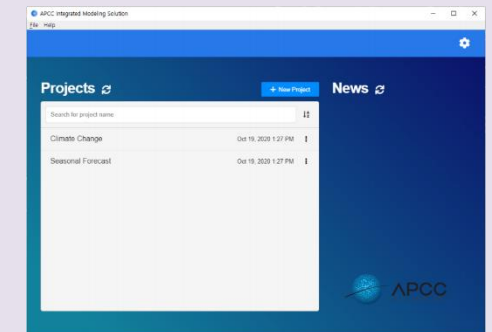 APCC Integrated Modeling Solution
File Help
Projects
+ New Project
News
Search for project name
Climate Change Oct 19, 2020 1:27 PM
Seasonal Forecast Oct 19, 2020 1:27 PM
APCC